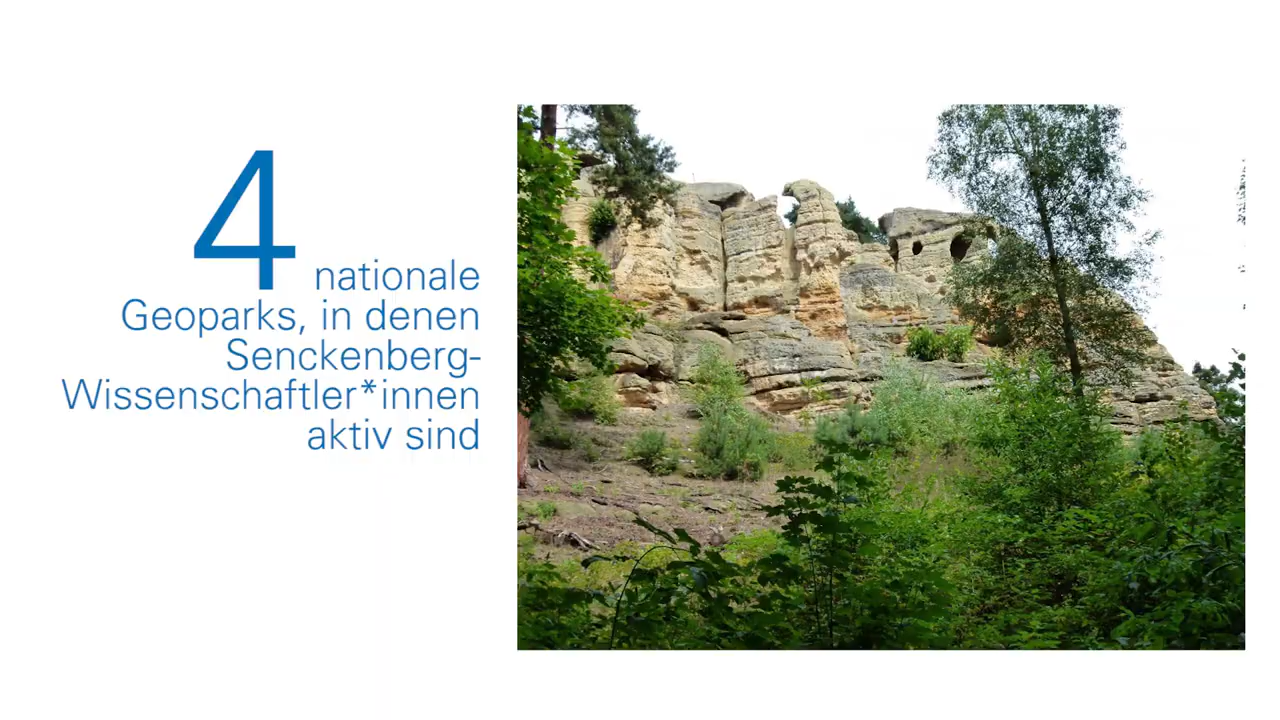 4 nationale
Geoparks, in denen
Senckenberg-
Wissenschaftler*innen
aktiv sind